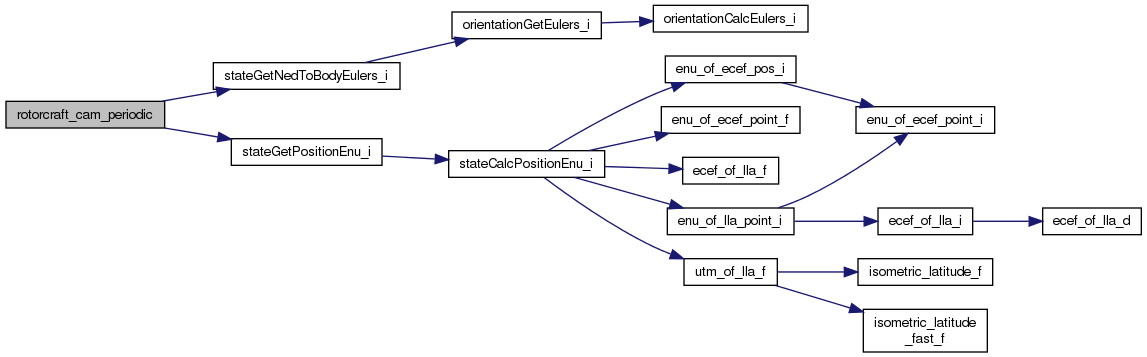 rotorcraft_cam_periodic
stateGetNedToBodyEulers_i
orientationGetEulers_i
orientationCalcEulers_i
stateGetPositionEnu_i
stateCalcPositionEnu_i
enu_of_ecef_pos_i
enu_of_ecef_point_i
enu_of_ecef_point_f
ecef_of_lla_f
enu_of_lla_point_i
ecef_of_lla_i
ecef_of_lla_d
utm_of_lla_f
isometric_latitude_f
isometric_latitude
_fast_f